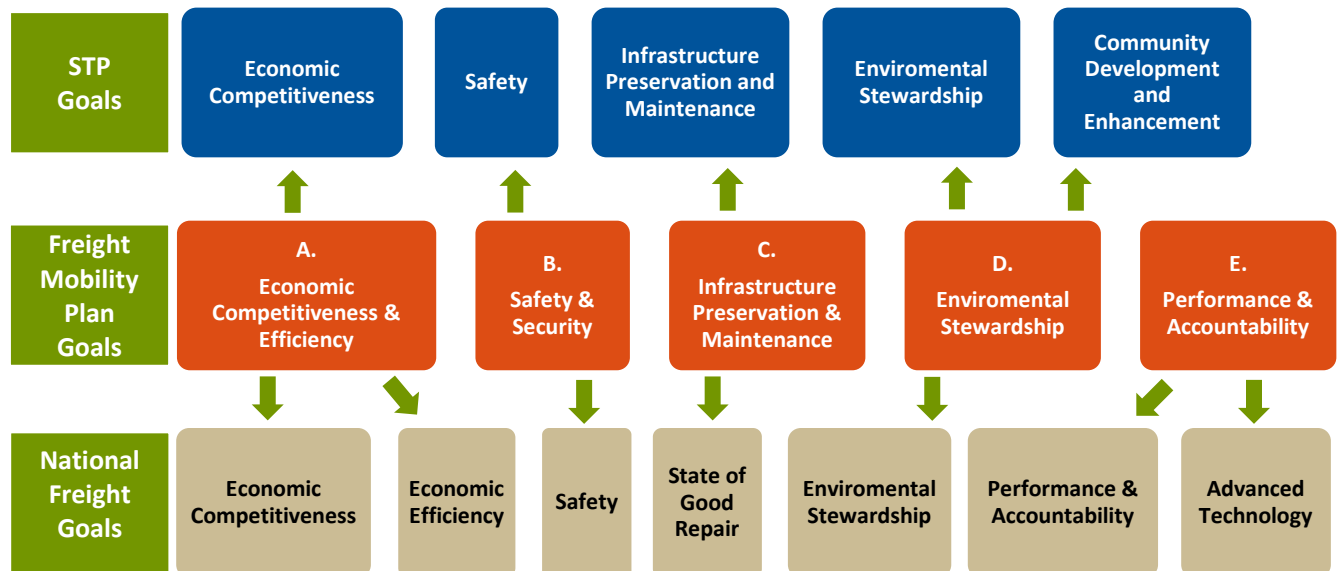 STP
Goals
Economic
Competitiveness
Safety
Infrastructure
Preservation and
Maintenance
Enviromental
Stewardship
Community
Development
and
Enhancement
Freight
Mobility
Plan
Goals
A.
Economic
Competitiveness &
Efficiency
B.
Safety &
Security
C.
Infrastructure
Preservation &
Maintenance
D.
Enviromental
Stewardship
E.
Performance &
Accountability
National
Freight
Goals
Economic
Competitiveness
Economic
Efficiency
Safety
State of
Good
Repair
Enviromental
Stewardship
Performance &
Accountability
Advanced
Technology